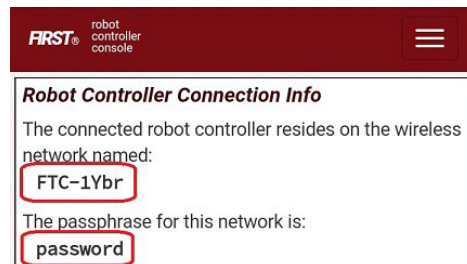 FIRST® robot
controller
console
Robot Controller Connection Info
The connected robot controller resides on the wireless
network named:
FTC-1Ybr
The passphrase for this network is:
password